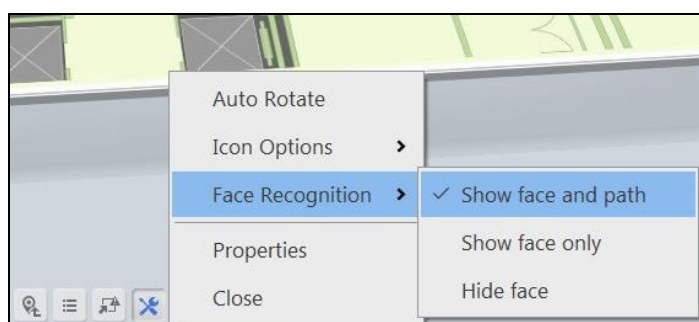 Auto Rotate
Icon Options
Face Recognition
Show face and path
Show face only
Hide face
Properties
Close